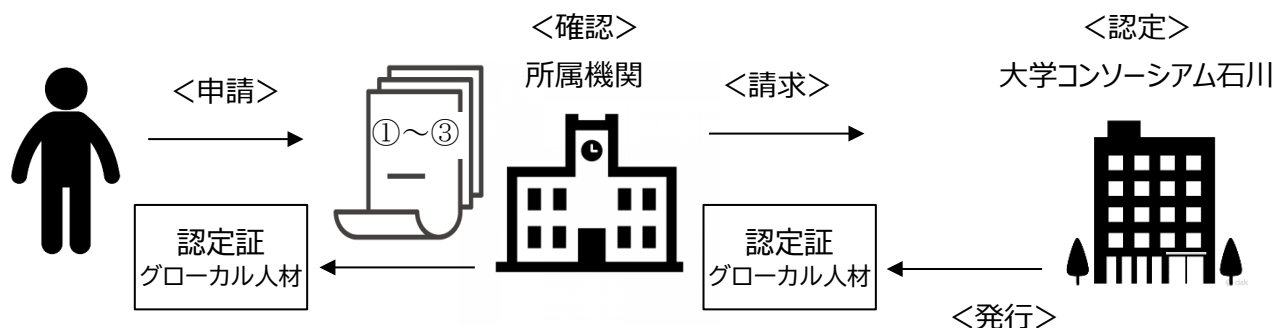 ＜確認＞
所属機関
＜認定＞
大学コンソーシアム石川
＜申請＞
①～③
＜請求＞
認定証
グローカル人材
認定証
グローカル人材
＜発行＞